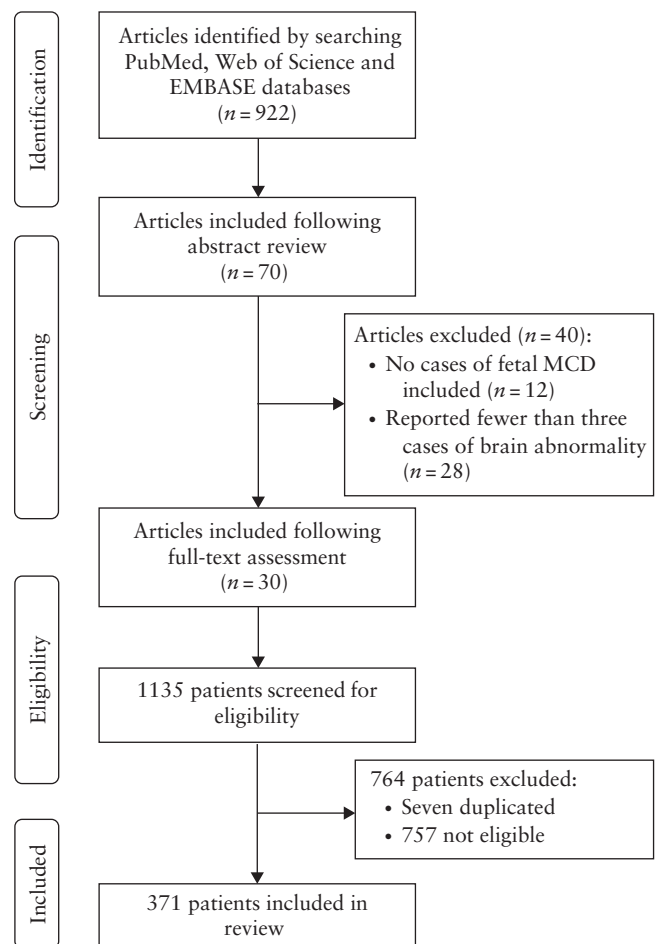 Identification
Articles identified by searching
PubMed, Web of Science and
EMBASE databases
(n = 922)
Screening
Articles included following
abstract review
(n = 70)
Articles excluded (n = 40):
• No cases of fetal MCD
included (n = 12)
• Reported fewer than three
cases of brain abnormality
(n = 28)
Articles included following
full-text assessment
(n = 30)
Eligibility
1135 patients screened for
eligibility
764 patients excluded:
• Seven duplicated
• 757 not eligible
Included
371 patients included in
review